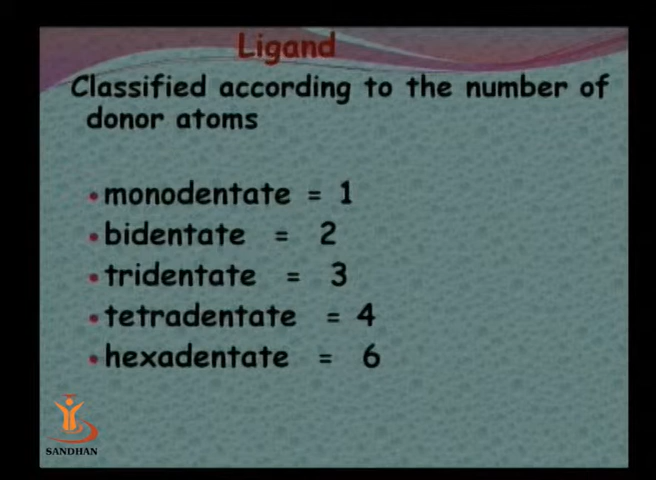 Ligand
Classified according to the number of
donor atoms
• monodentate = 1
• bidentate = 2
• tridentate = 3
• tetradentate = 4
• hexadentate = 6
SANDHAN